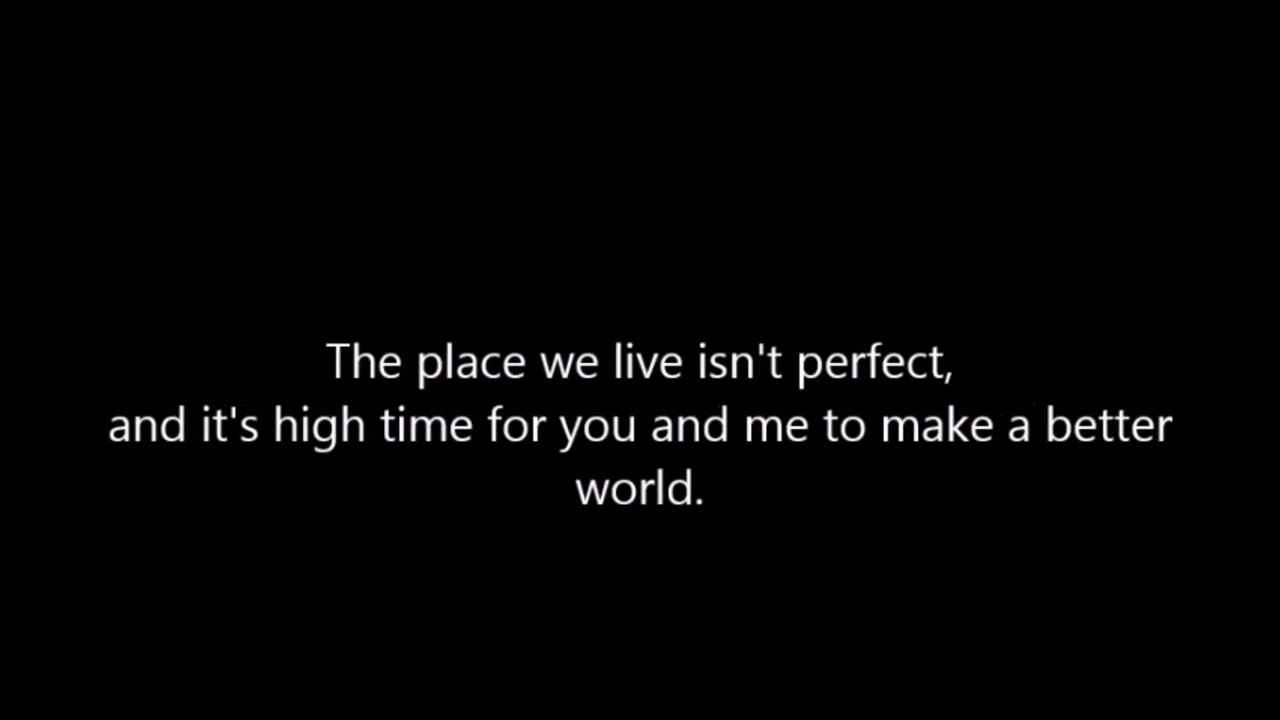 The place we live isn't perfect,
and it's high time for you and me to make a better
world.